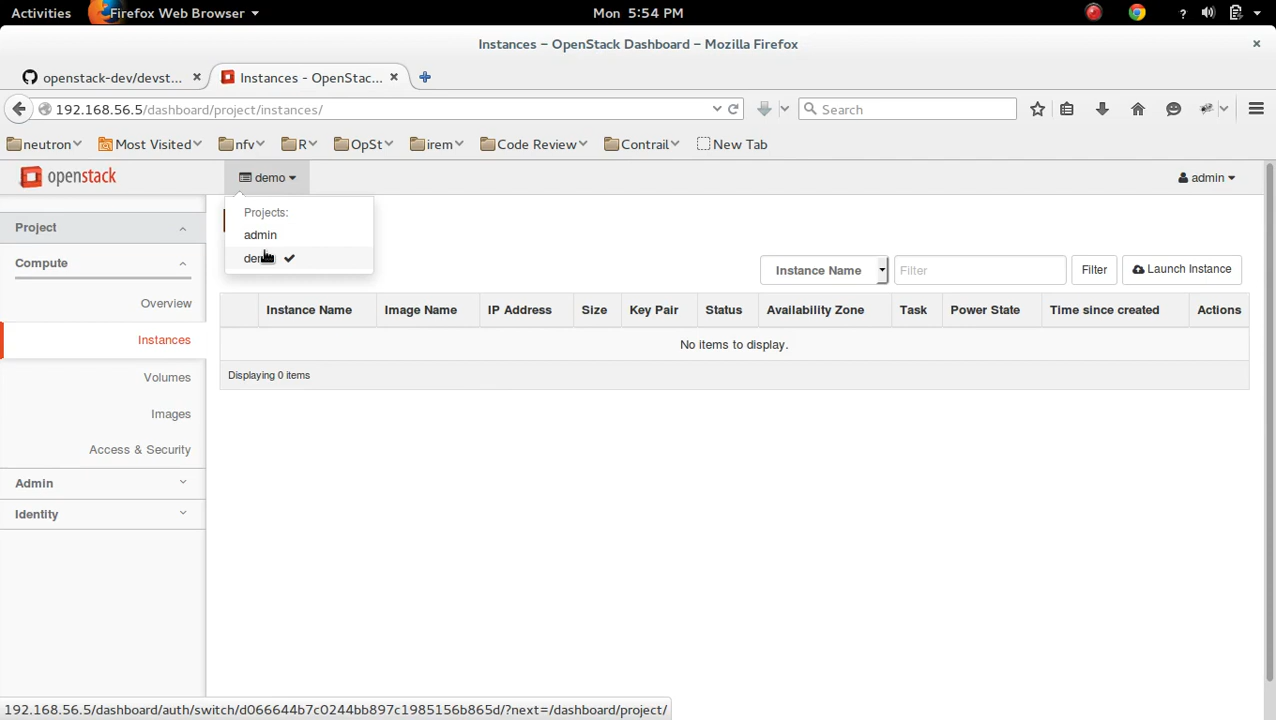 Activities Firefox Web Browser Mon 5:54 PM ?
Instances – OpenStack Dashboard – Mozilla Firefox
openstack-dev/devst... Instances - OpenStac...
192.168.56.5/dashboard/project/instances/ Search
neutron Most Visited nfv R OpSt irem Code Review Contrail New Tab
openstack demo admin
Projects:
admin
Project
Compute
Overview
Instances
Volumes
Images
Access & Security
Admin
Identity
Instance Name Filter Filter Launch Instance
Instance Name Image Name IP Address Size Key Pair Status Availability Zone Task Power State Time since created Actions
No items to display.
Displaying 0 items
192.168.56.5/dashboard/auth/switch/d066644b7c0244bb897c1985156b865d/?next=/dashboard/project/